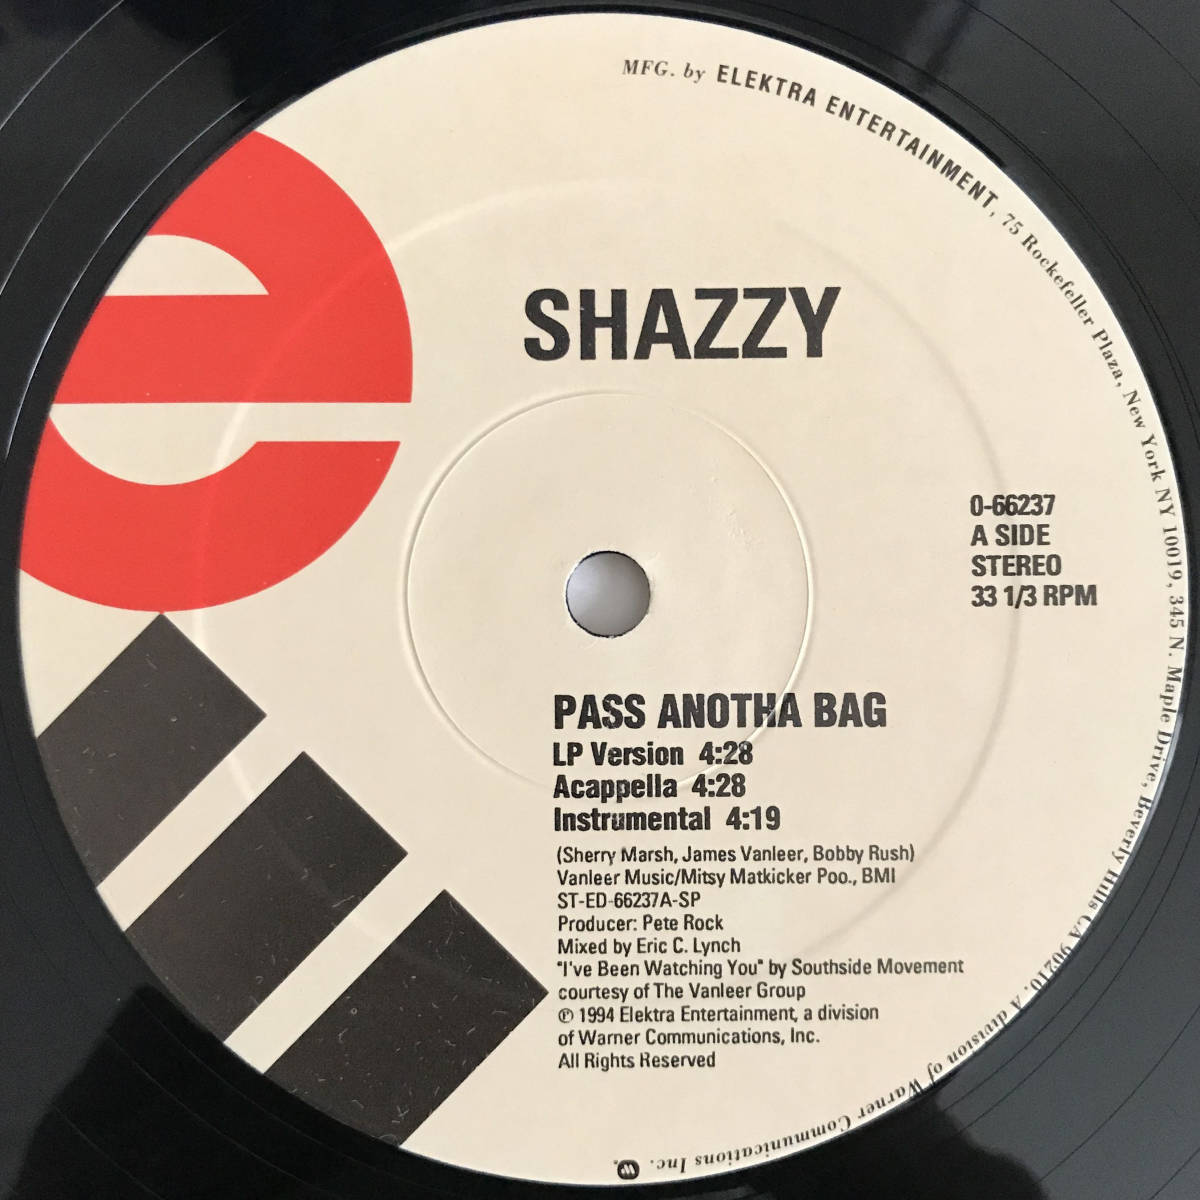 MFG. by ELEKTRA ENTERTAINMENT, 75 Rockefeller Plaza, New York NY 10019, 345 N. Maple Drive, Beverly Hills CA 90210. A division of Warner Communications Inc.
e
SHAZZY
0-66237
A SIDE
STEREO
33 1/3 RPM
PASS ANOTHA BAG
LP Version 4:28
Acappella 4:28
Instrumental 4:19
(Sherry Marsh, James Vanleer, Bobby Rush)
Vanleer Music/Mitsy Matkicker Poo., BMI
ST-ED-66237A-SP
Producer: Pete Rock
Mixed by Eric C. Lynch
"I've Been Watching You" by Southside Movement
courtesy of The Vanleer Group
℗ 1994 Elektra Entertainment, a division
of Warner Communications, Inc.
All Rights Reserved